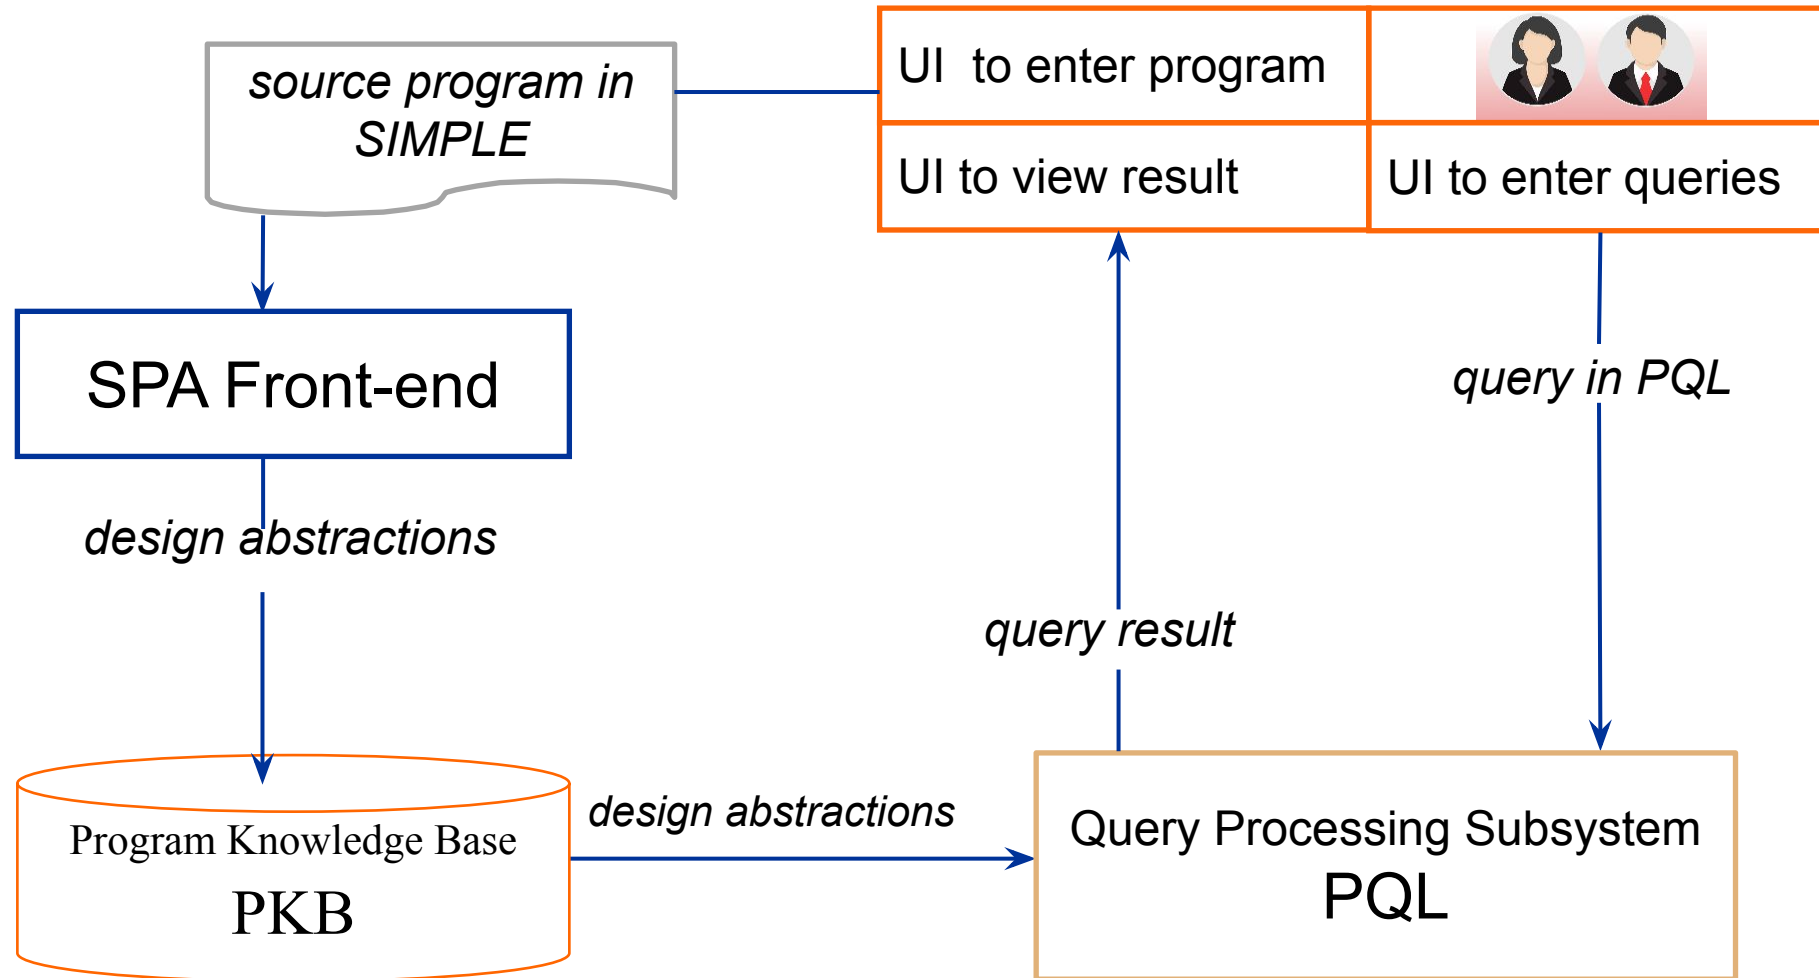 source program in
SIMPLE
UI to enter program
UI to view result
UI to enter queries
SPA Front-end
query in PQL
design abstractions
query result
design abstractions
Program Knowledge Base
PKB
Query Processing Subsystem
PQL